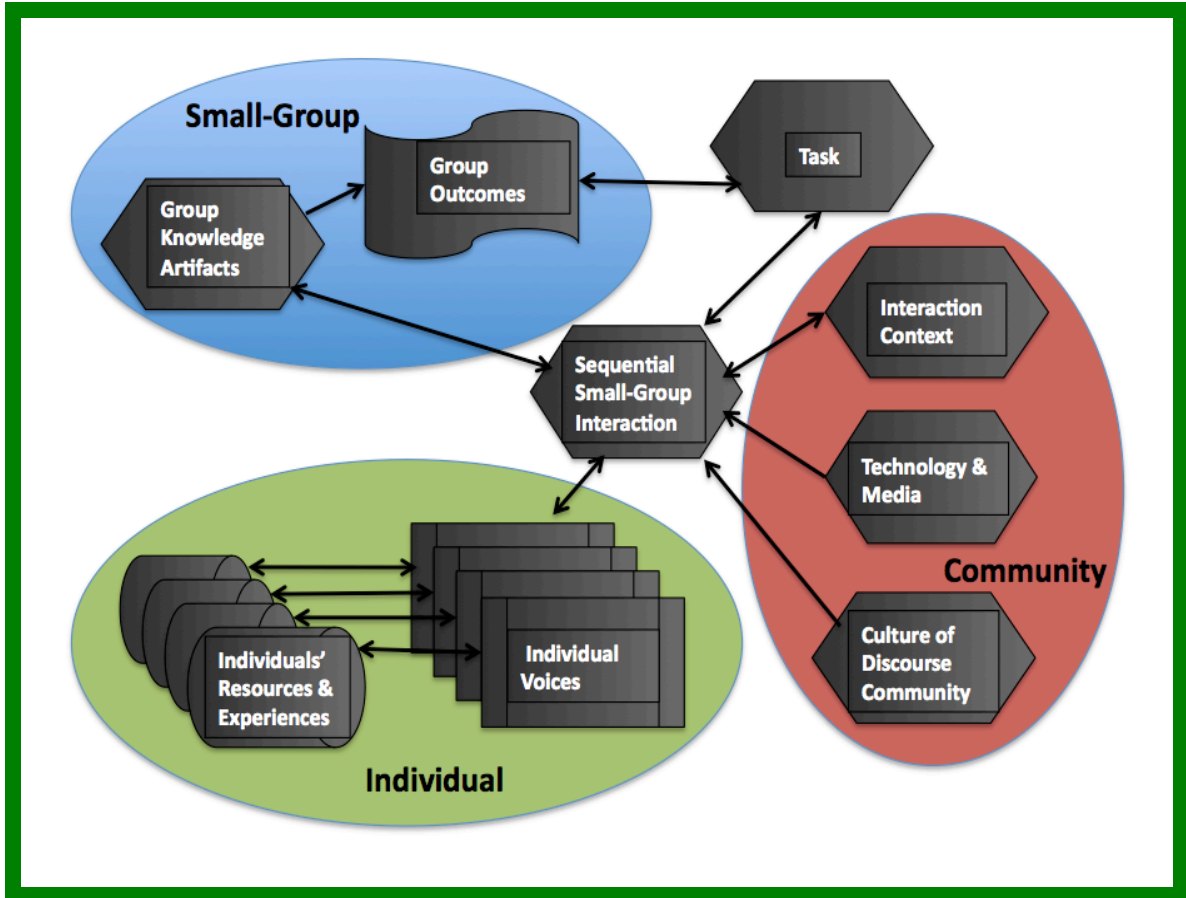 Small-Group
Group
Outcomes
Task
Group
Knowledge
Artifacts
Interaction
Context
Sequential
Small-Group
Interaction
Technology &
Media
Community
Individuals’
Resources &
Experiences
Individual
Voices
Culture of
Discourse
Community
Individual